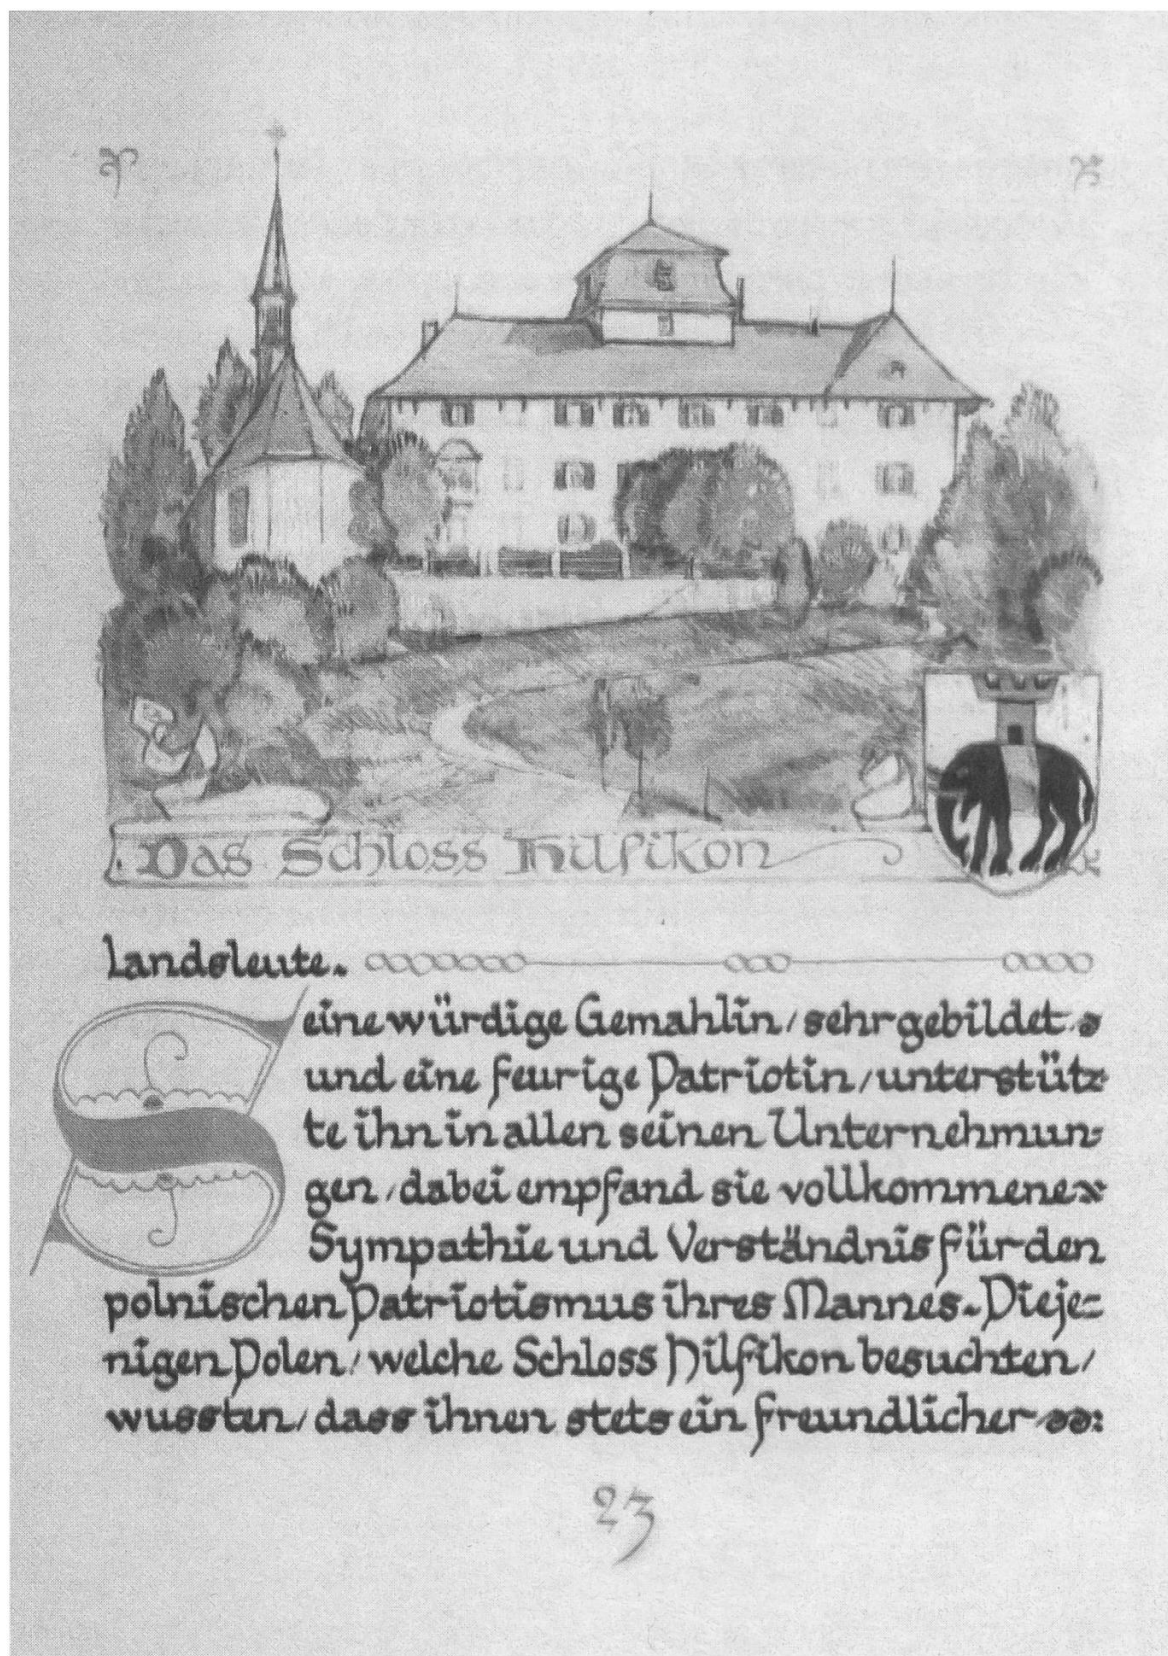 Das Schloss Hilfikon
Landsleute.
Seine würdige Gemahlin, sehr gebildet
und eine feurige Patriotin, unterstütz-
te ihn in allen seinen Unternehmun-
gen, dabei empfand sie vollkommene
Sympathie und Verständnis für den
polnischen Patriotismus ihres Mannes. Dieje-
nigen Polen, welche Schloss Hilfikon besuchten,
wussten, dass ihnen stets ein freundlicher
23